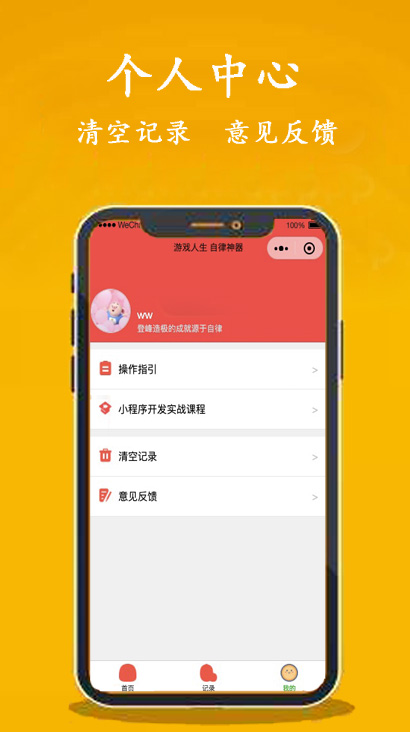 个人中心
清空记录 意见反馈
WeCh 100%
游戏人生 自律神器
ww
登峰造极的成就源于自律
操作指引
小程序开发实战课程
清空记录
意见反馈
首页 记录 我的